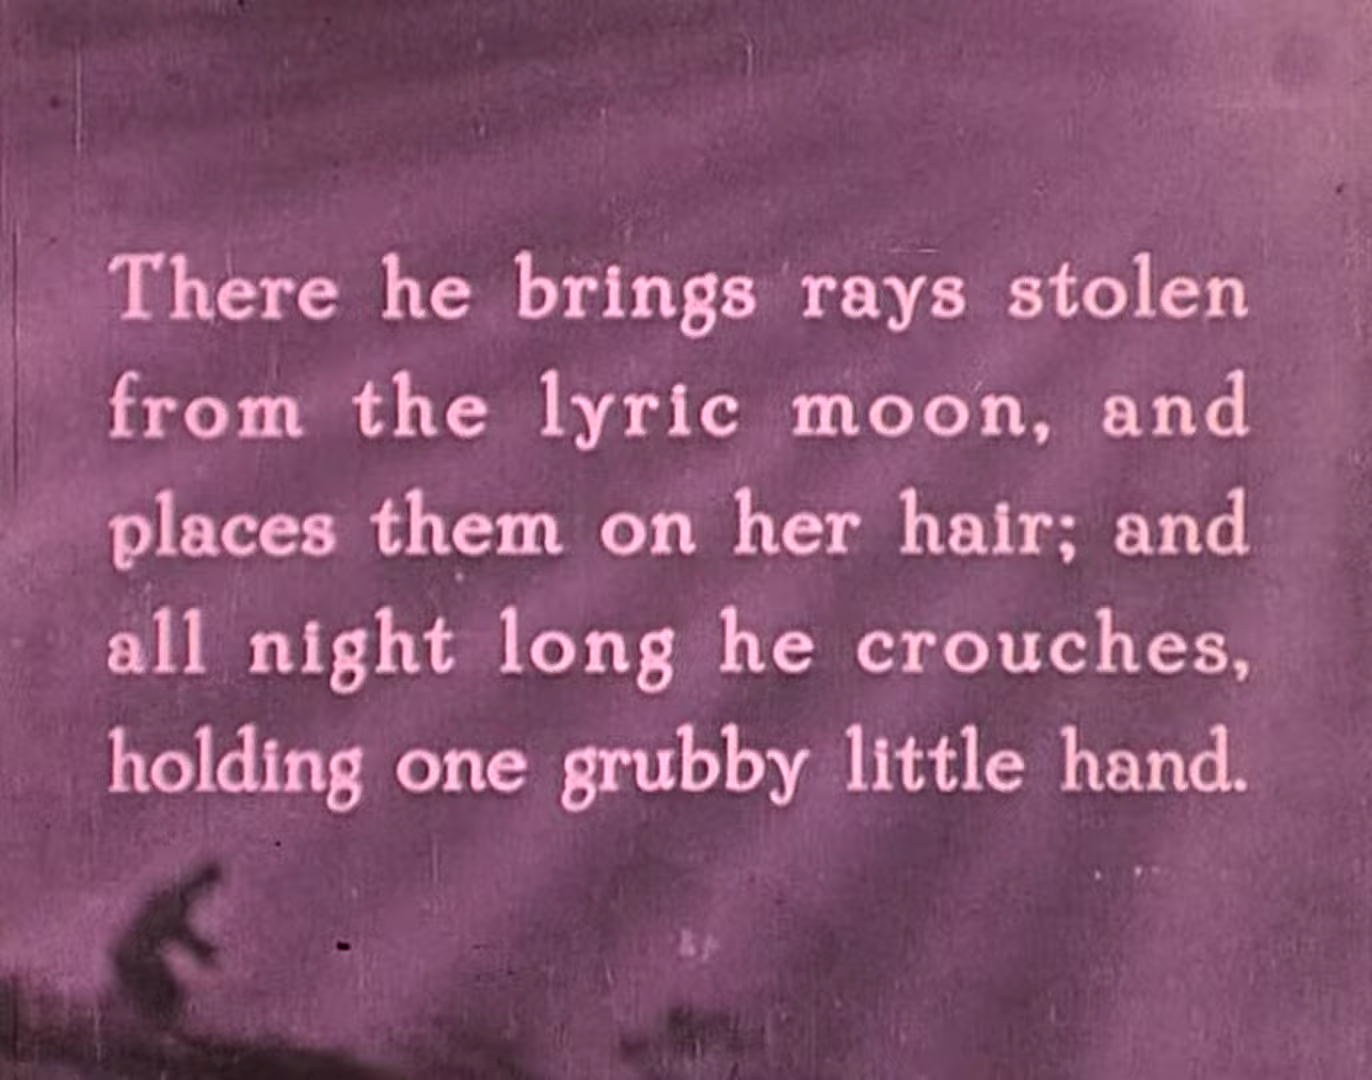 There he brings rays stolen
from the lyric moon, and
places them on her hair; and
all night long he crouches,
holding one grubby little hand.